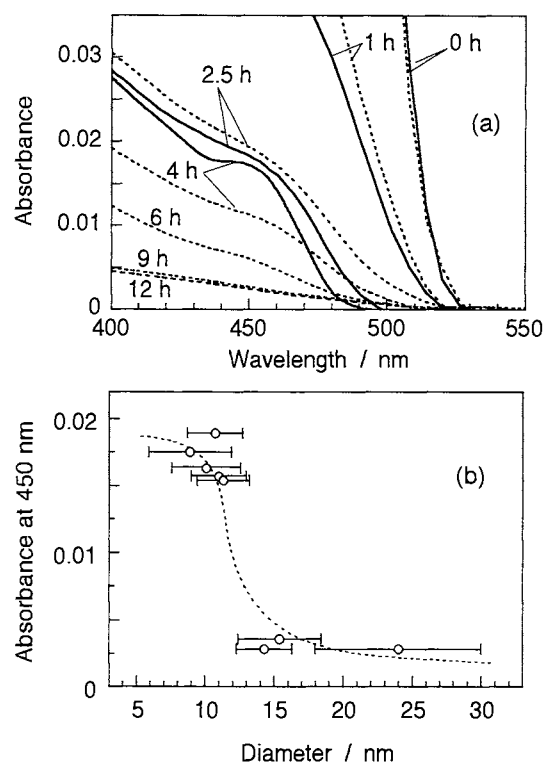 0.03
0.02
0.01
0
Absorbance
2.5 h
1 h
0 h
(a)
4 h
6 h
9 h
12 h
400
450
500
550
Wavelength / nm
0.02
0.01
0
Absorbance at 450 nm
(b)
5
10
15
20
25
30
Diameter / nm